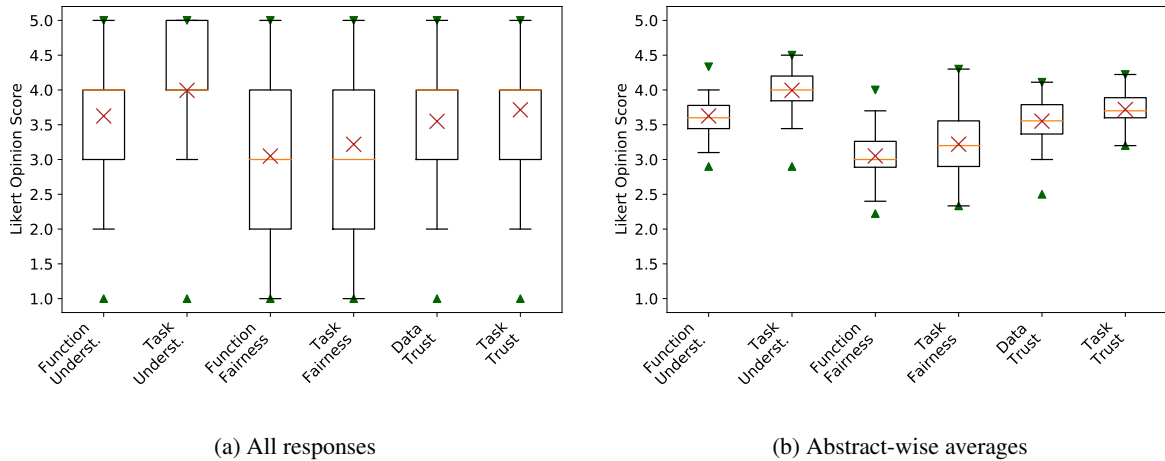 5.0
4.5
4.0
3.5
3.0
2.5
2.0
1.5
1.0
Likert Opinion Score
Function
Underst.
Task
Underst.
Function
Fairness
Task
Fairness
Data
Trust
Task
Trust
(a) All responses
5.0
4.5
4.0
3.5
3.0
2.5
2.0
1.5
1.0
Likert Opinion Score
Function
Underst.
Task
Underst.
Function
Fairness
Task
Fairness
Data
Trust
Task
Trust
(b) Abstract-wise averages